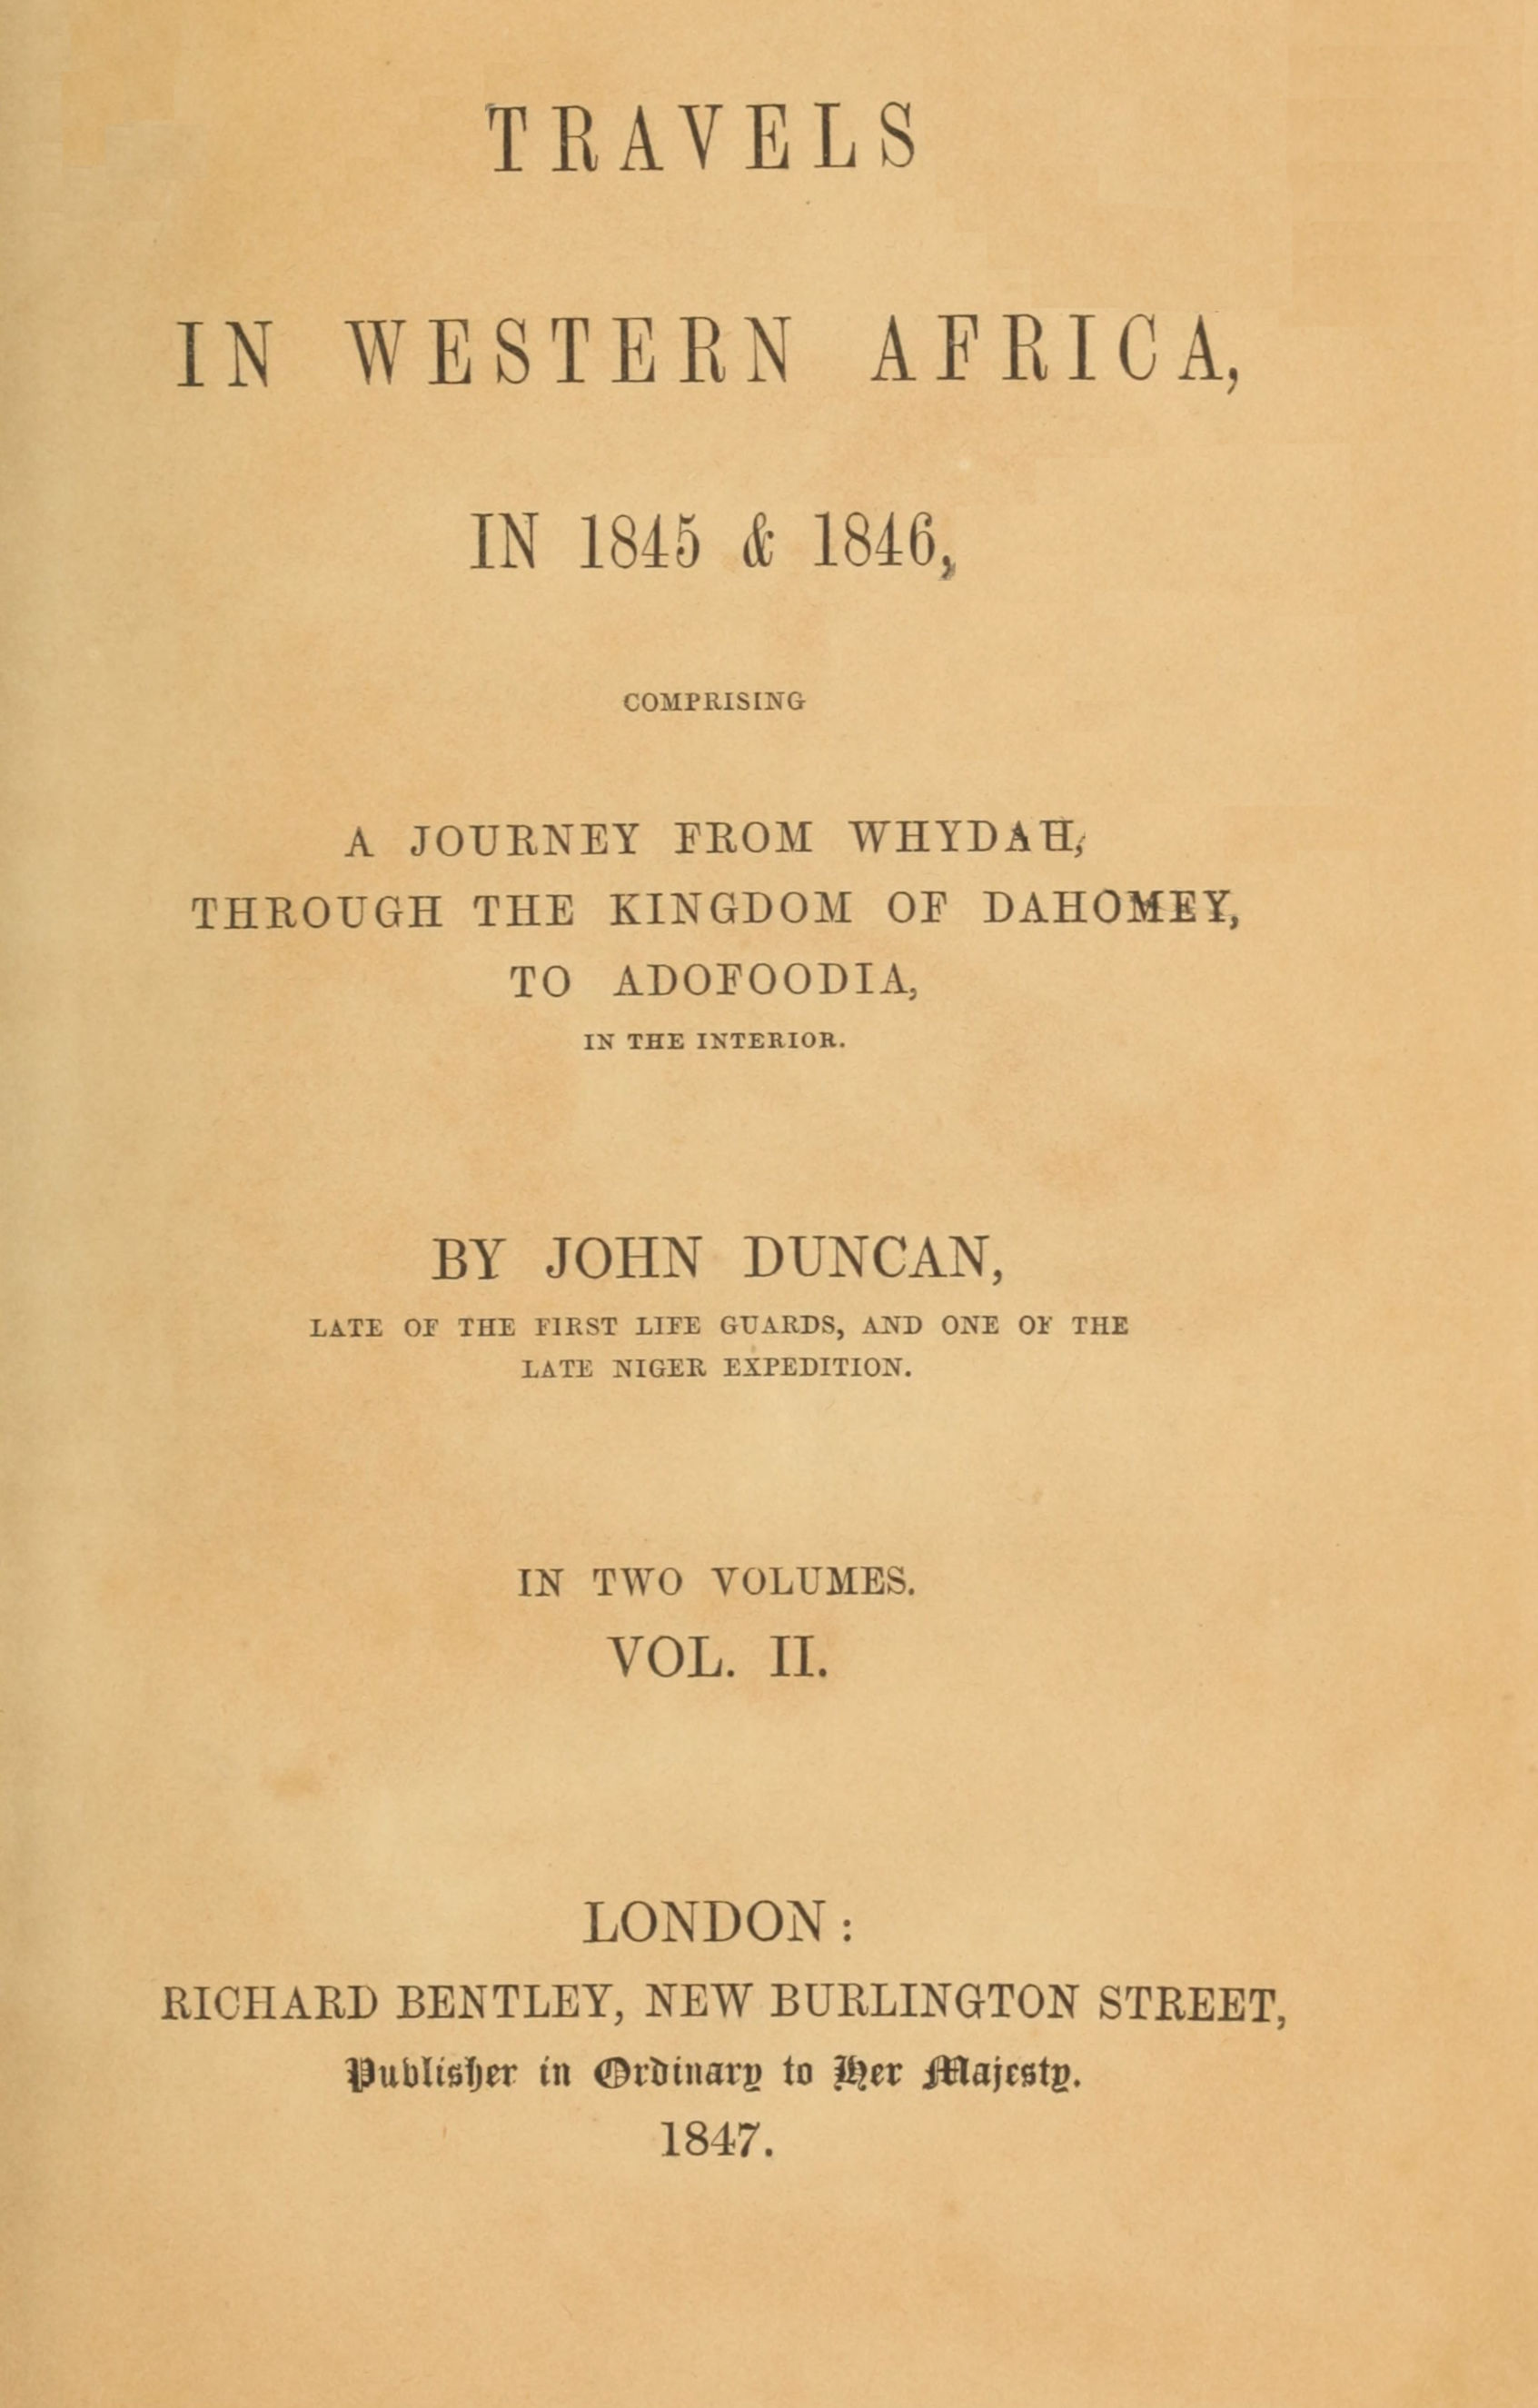 TRAVELS
IN WESTERN AFRICA,
IN 1845 & 1846,
COMPRISING
A JOURNEY FROM WHYDAH,
THROUGH THE KINGDOM OF DAHOMEY,
TO ADOFOODIA,
IN THE INTERIOR.
BY JOHN DUNCAN,
LATE OF THE FIRST LIFE GUARDS, AND ONE OF THE
LATE NIGER EXPEDITION.
IN TWO VOLUMES.
VOL. II.
LONDON:
RICHARD BENTLEY, NEW BURLINGTON STREET,
Publisher in Ordinary to Her Majesty.
1847.